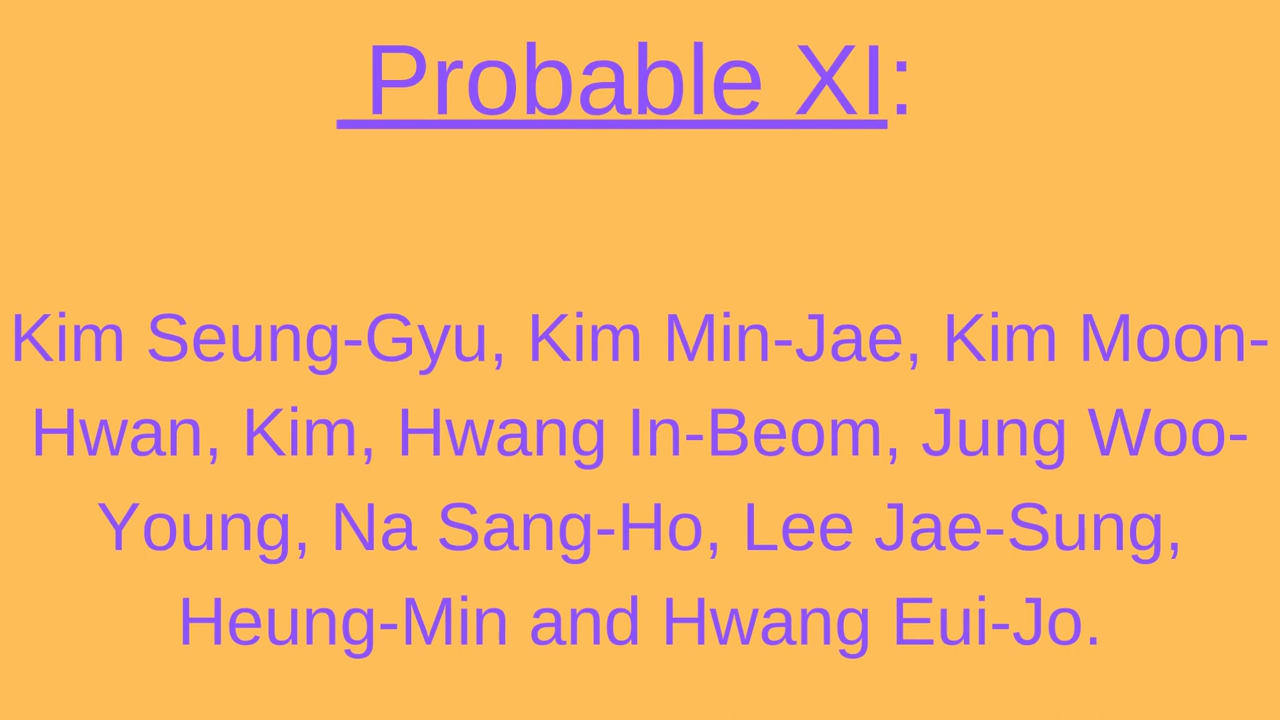 Probable XI:
Kim Seung-Gyu, Kim Min-Jae, Kim Moon-
Hwan, Kim, Hwang In-Beom, Jung Woo-
Young, Na Sang-Ho, Lee Jae-Sung,
Heung-Min and Hwang Eui-Jo.